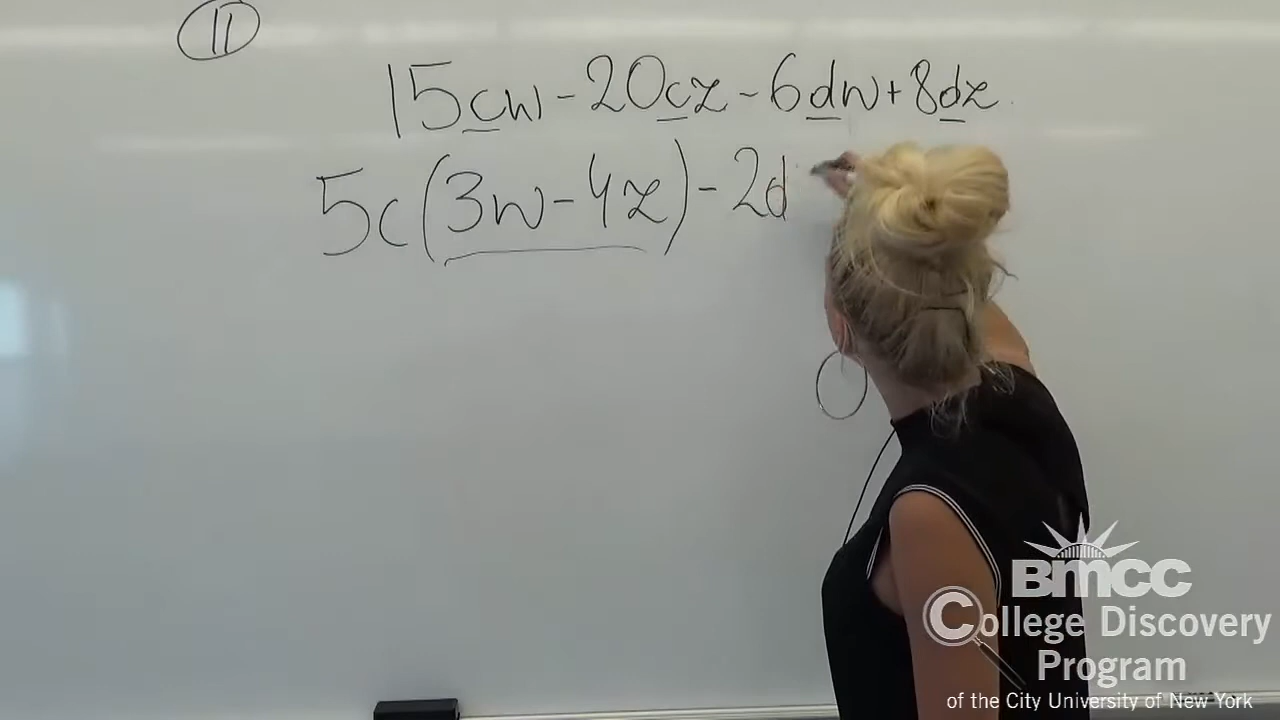 11
15cw - 20cz - 6dw + 8dz
5c(3w - 4z) - 2d
BMCC
College Discovery
Program
of the City University of New York